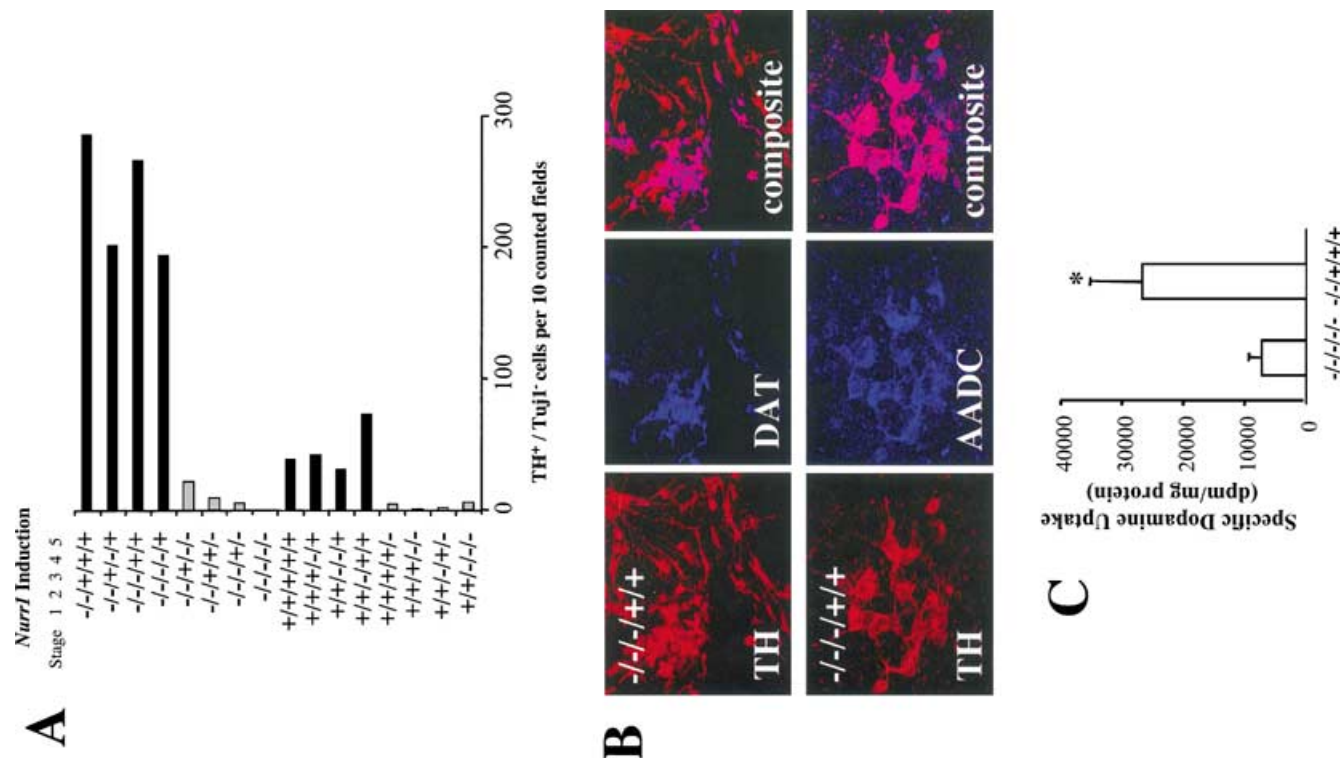 A
Nurr1 Induction
Stage 1 2 3 4 5
-/-/+/+/+
-/-/+/-/+
-/-/-/+/+
-/-/-/-/+
-/-/+/-/-
-/-/+/+/-
-/-/-/+/-
-/-/-/-/-
+/+/+/+/+
+/+/+/-/+
+/+/-/-/+
+/+/-/+/+
+/+/+/+/-
+/+/+/-/-
+/+/-/+/-
+/+/-/-/-
0 100 200 300
TH+ / Tuj1- cells per 10 counted fields
B
-/-/-/+/+
TH
DAT
composite
-/-/-/+/+
TH
AADC
composite
C
Specific Dopamine Uptake
(dpm/mg protein)
40000
30000
20000
10000
0
*
-/-/-/-/-
-/-/+/+/+